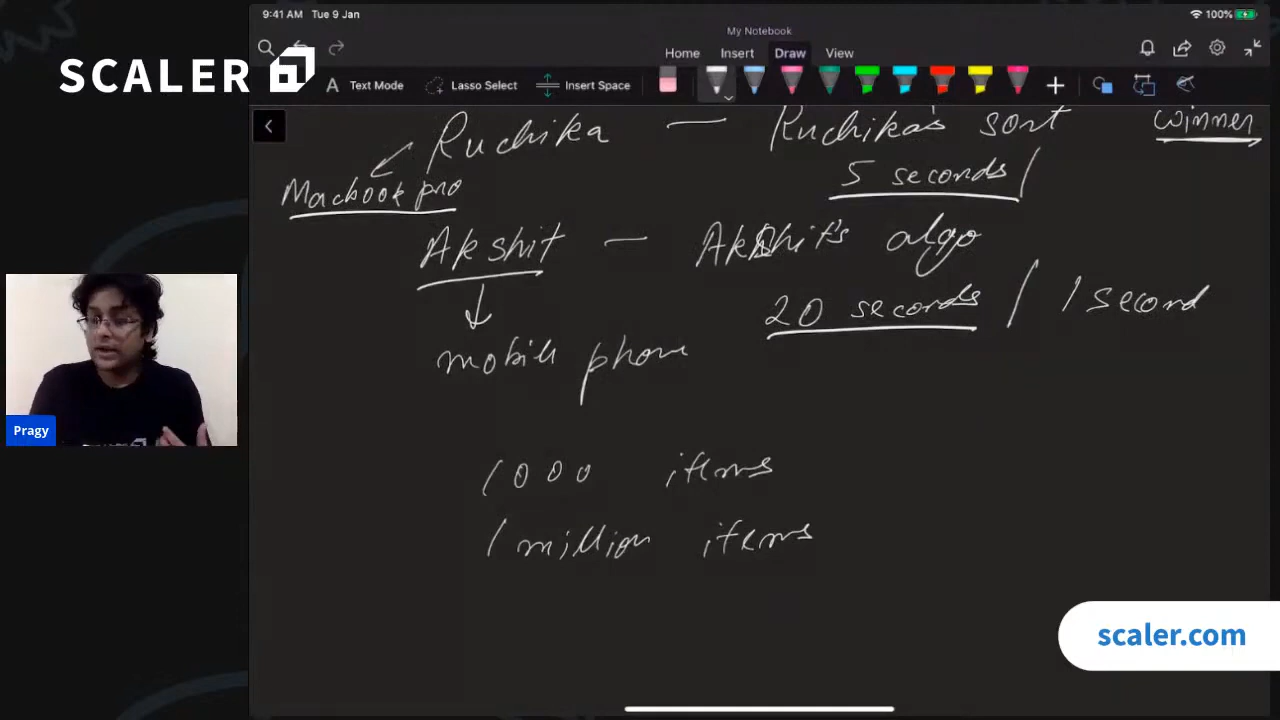 9:41 AM Tue 9 Jan
100%
My Notebook
SCALER
Home Insert Draw View
A Text Mode Lasso Select Insert Space
Ruchika — Ruchika's sort winner
Macbook pro
5 seconds /
Akshit — Akshit's algo
20 seconds / 1 second
mobile phone
Pragy
1000 items
1 million items
scaler.com